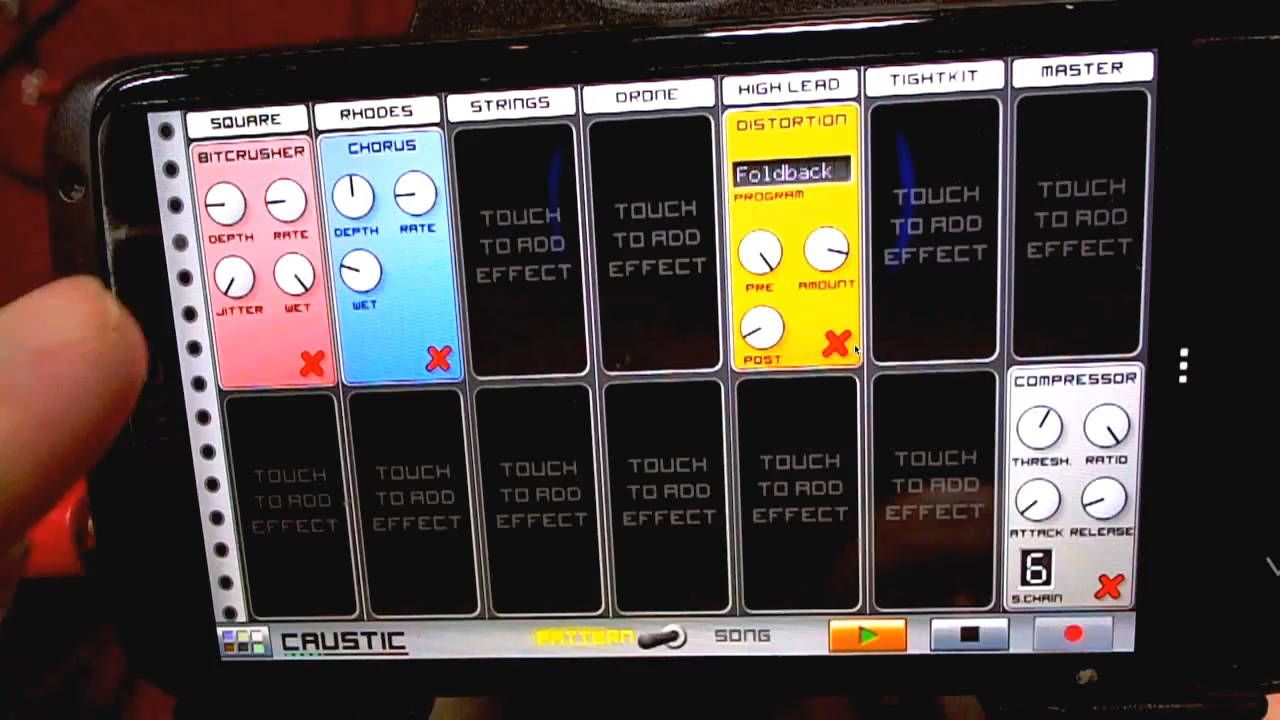 SQUARE
RHODES
STRINGS
DRONE
HIGH LEAD
TIGHTKIT
MASTER
BITCRUSHER
DEPTH RATE
JITTER WET
CHORUS
DEPTH RATE
WET
TOUCH
TO ADD
EFFECT
TOUCH
TO ADD
EFFECT
DISTORTION
Foldback
PROGRAM
PRE AMOUNT
POST
TOUCH
TO ADD
EFFECT
TOUCH
TO ADD
EFFECT
TOUCH
TO ADD
EFFECT
TOUCH
TO ADD
EFFECT
TOUCH
TO ADD
EFFECT
TOUCH
TO ADD
EFFECT
TOUCH
TO ADD
EFFECT
TOUCH
TO ADD
EFFECT
COMPRESSOR
THRESH. RATIO
ATTACK RELEASE
6
S.CHAIN
CAUSTIC
PATTERN
SONG